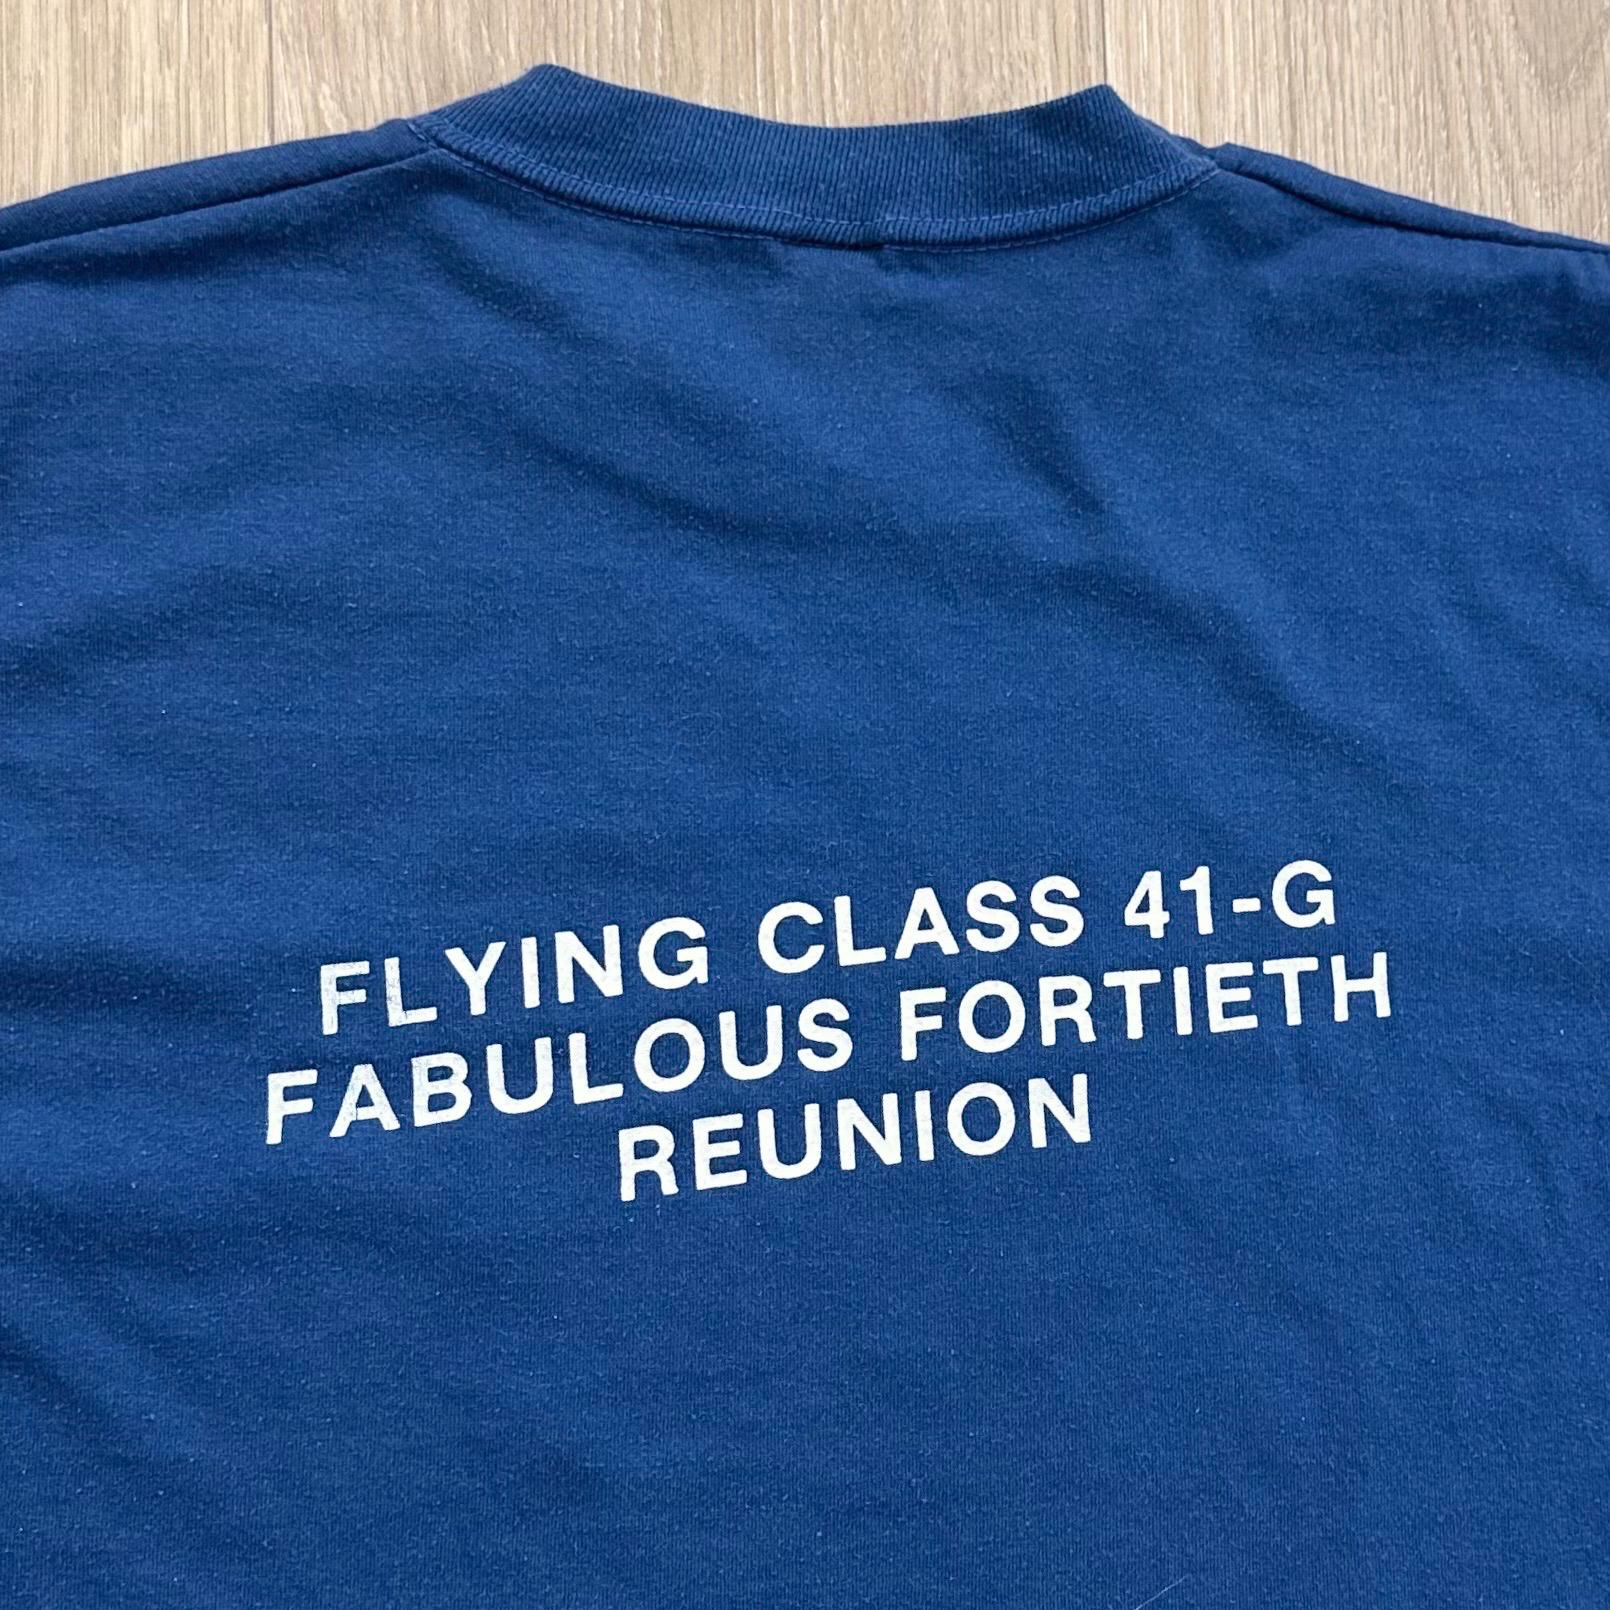 FLYING CLASS 41-G
FABULOUS FORTIETH
REUNION